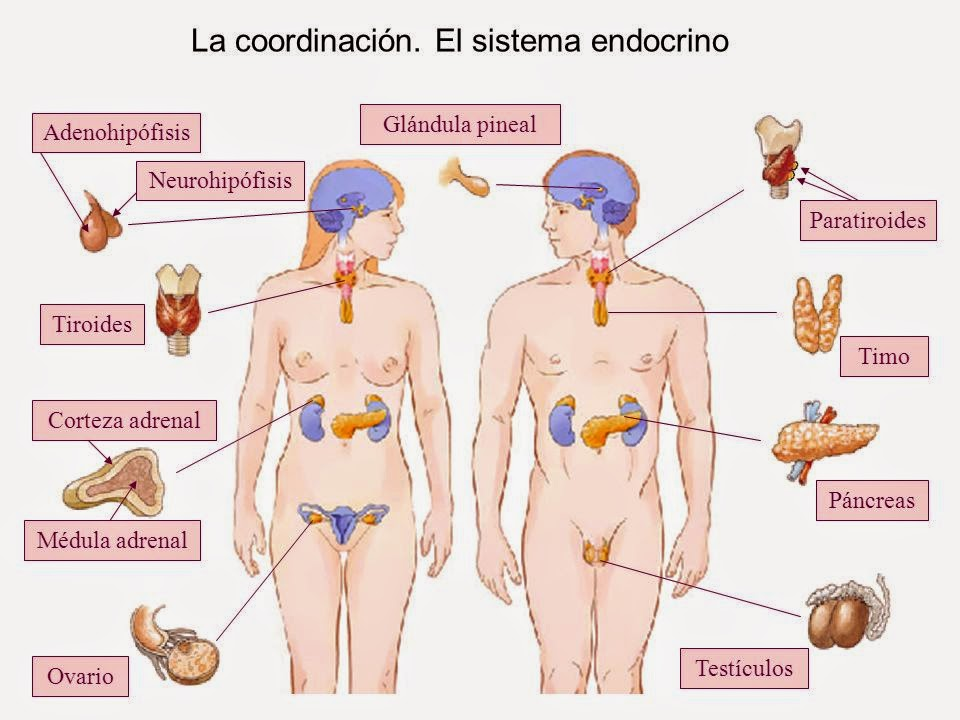 La coordinación. El sistema endocrino
Adenohipófisis
Glándula pineal
Neurohipófisis
Paratiroides
Tiroides
Timo
Corteza adrenal
Páncreas
Médula adrenal
Ovario
Testículos